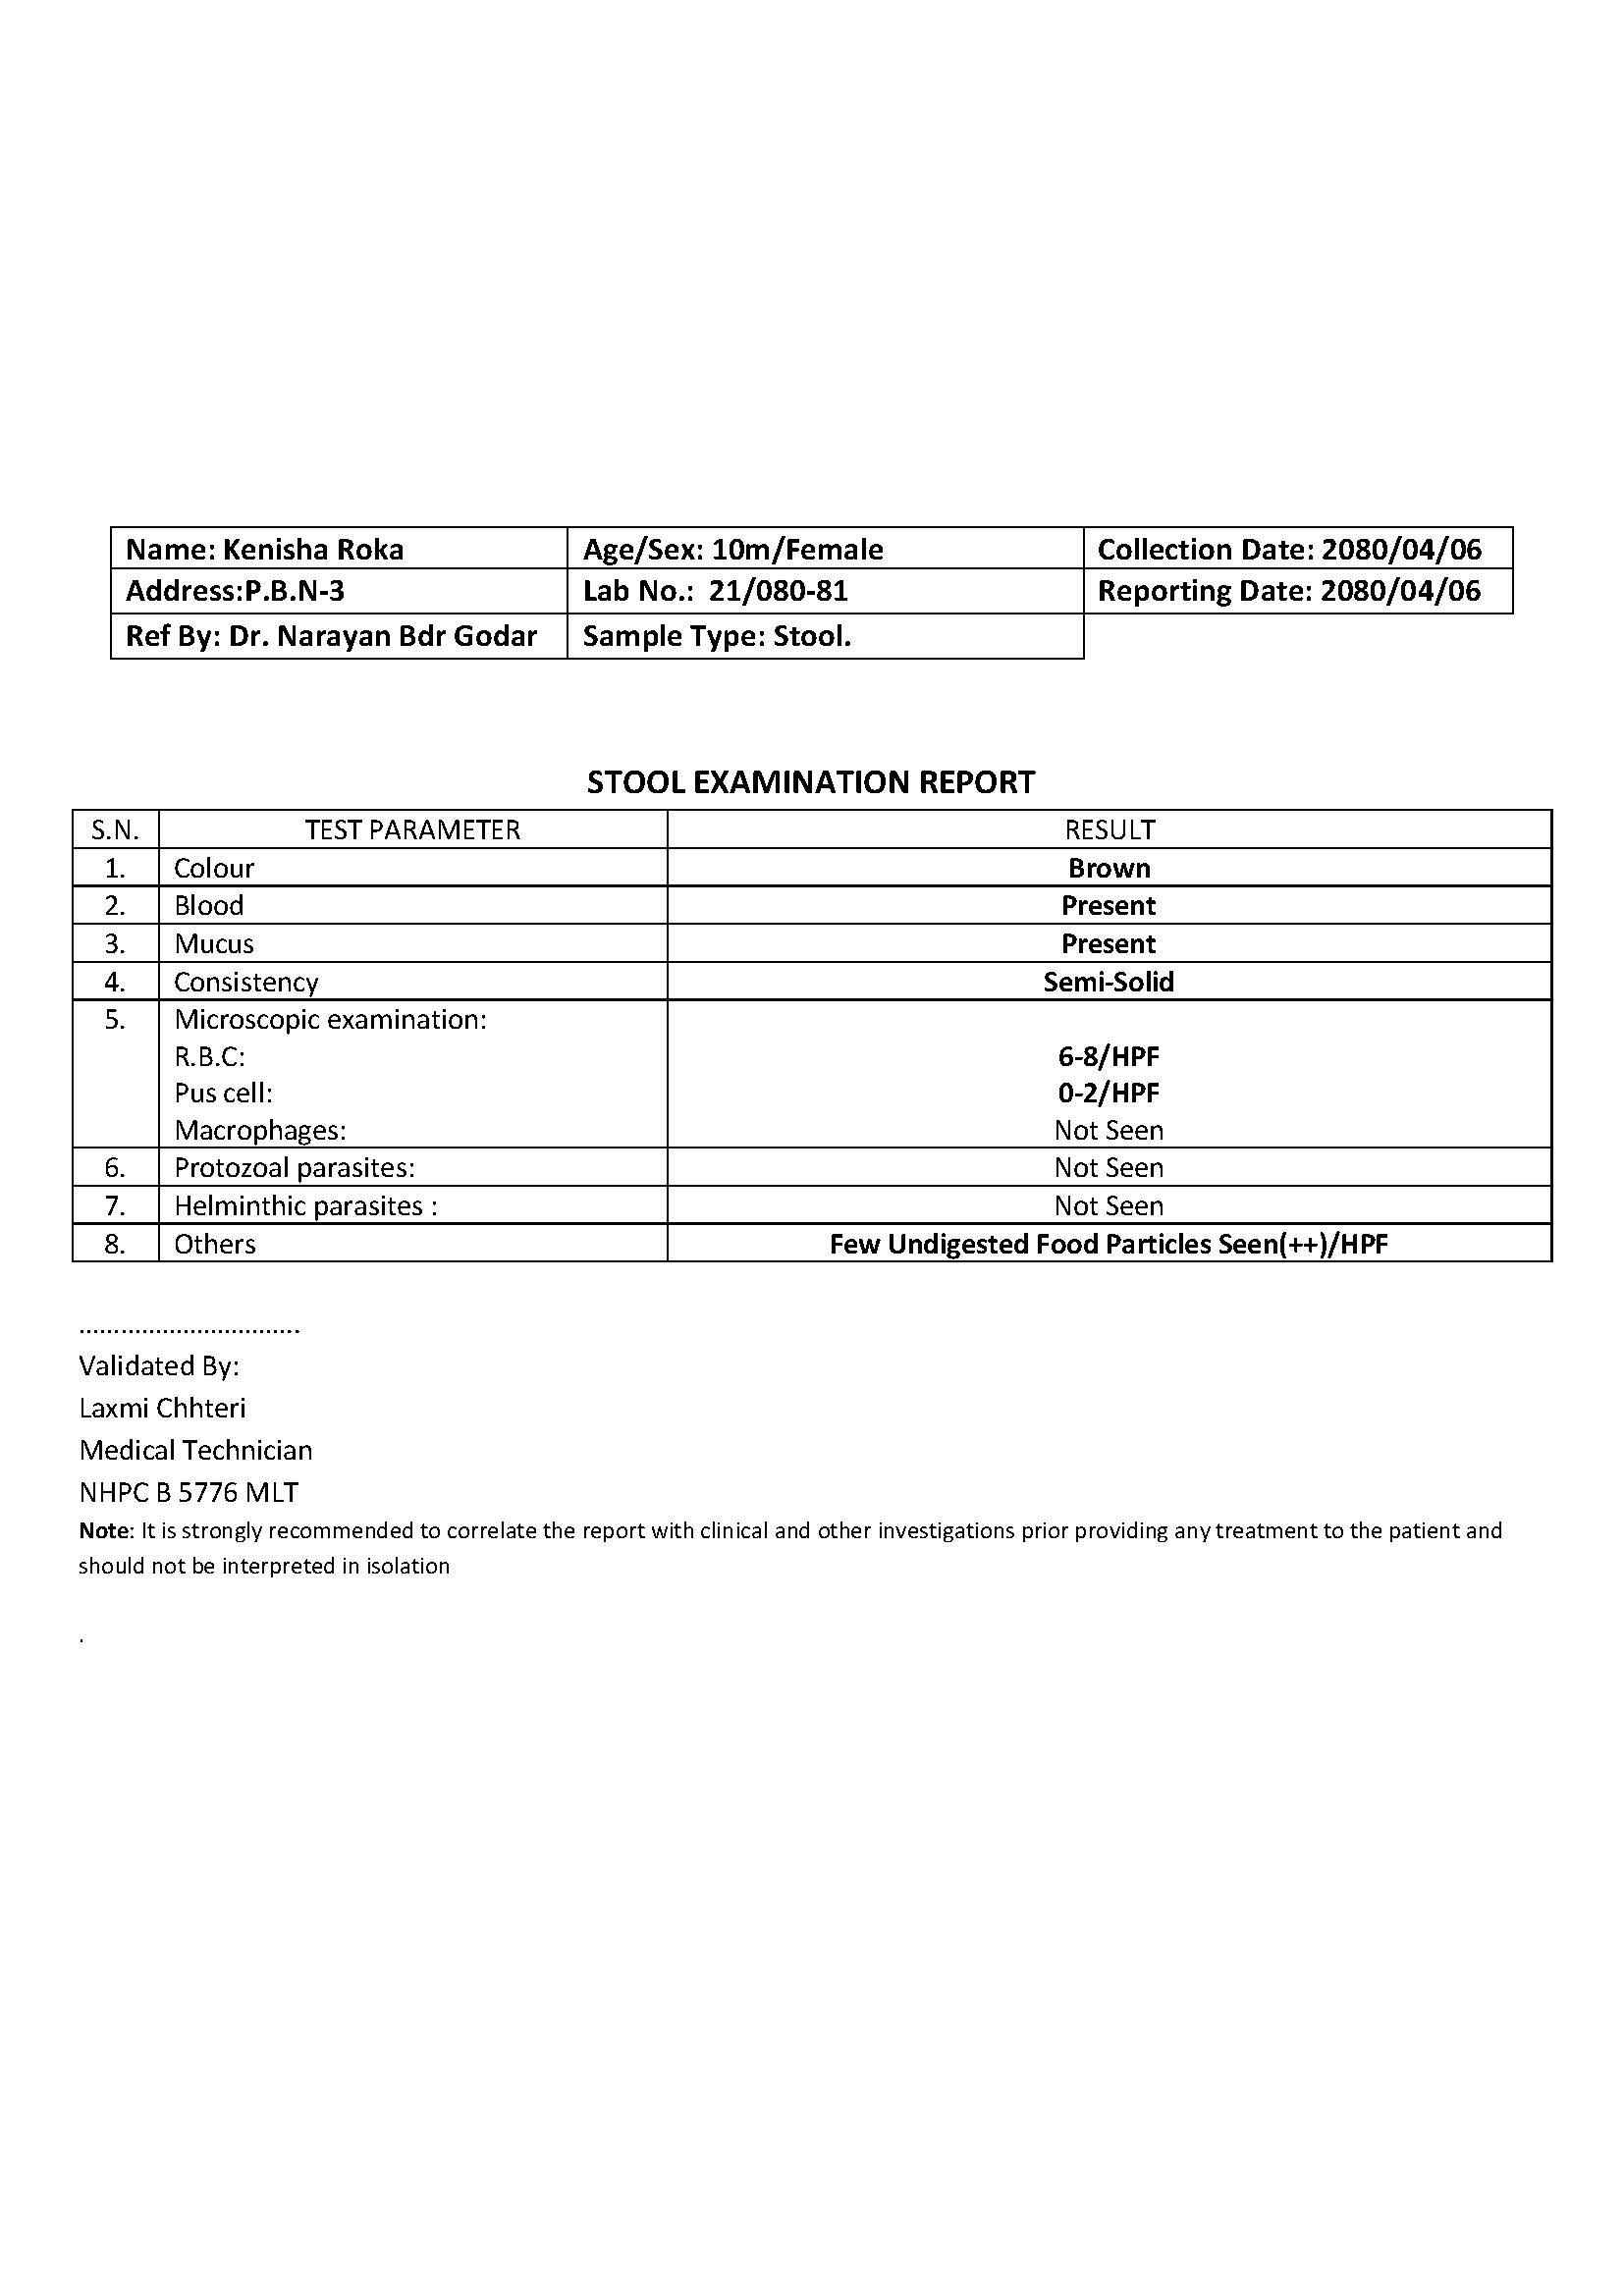 Name: Kenisha Roka Age/Sex: 10m/Female Collection Date: 2080/04/06
Address:P.B.N-3 Lab No.: 21/080-81 Reporting Date: 2080/04/06
Ref By: Dr. Narayan Bdr Godar Sample Type: Stool.
STOOL EXAMINATION REPORT
S.N. TEST PARAMETER RESULT
1. Colour Brown
2. Blood Present
3. Mucus Present
4. Consistency Semi-Solid
5. Microscopic examination:
R.B.C: 6-8/HPF
Pus cell: 0-2/HPF
Macrophages: Not Seen
6. Protozoal parasites: Not Seen
7. Helminthic parasites : Not Seen
8. Others Few Undigested Food Particles Seen(++)/HPF
................................
Validated By:
Laxmi Chhteri
Medical Technician
NHPC B 5776 MLT
Note: It is strongly recommended to correlate the report with clinical and other investigations prior providing any treatment to the patient and
should not be interpreted in isolation
.